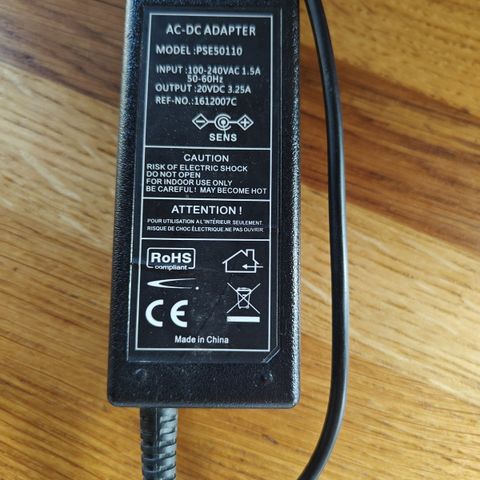 AC-DC ADAPTER
MODEL: PSE50110
INPUT :100-240VAC 1.5A
50-60Hz
OUTPUT :20VDC 3.25A
REF-NO.:1612007C
SENS
CAUTION
RISK OF ELECTRIC SHOCK
DO NOT OPEN
FOR INDOOR USE ONLY
BE CAREFUL! MAY BECOME HOT
ATTENTION !
POUR UTILISATION A L'INTÉRIEUR SEULEMENT.
RISQUE DE CHOC ÉLECTRIQUE.NE PAS OUVRIR.
RoHS
compliant
CE
Made in China